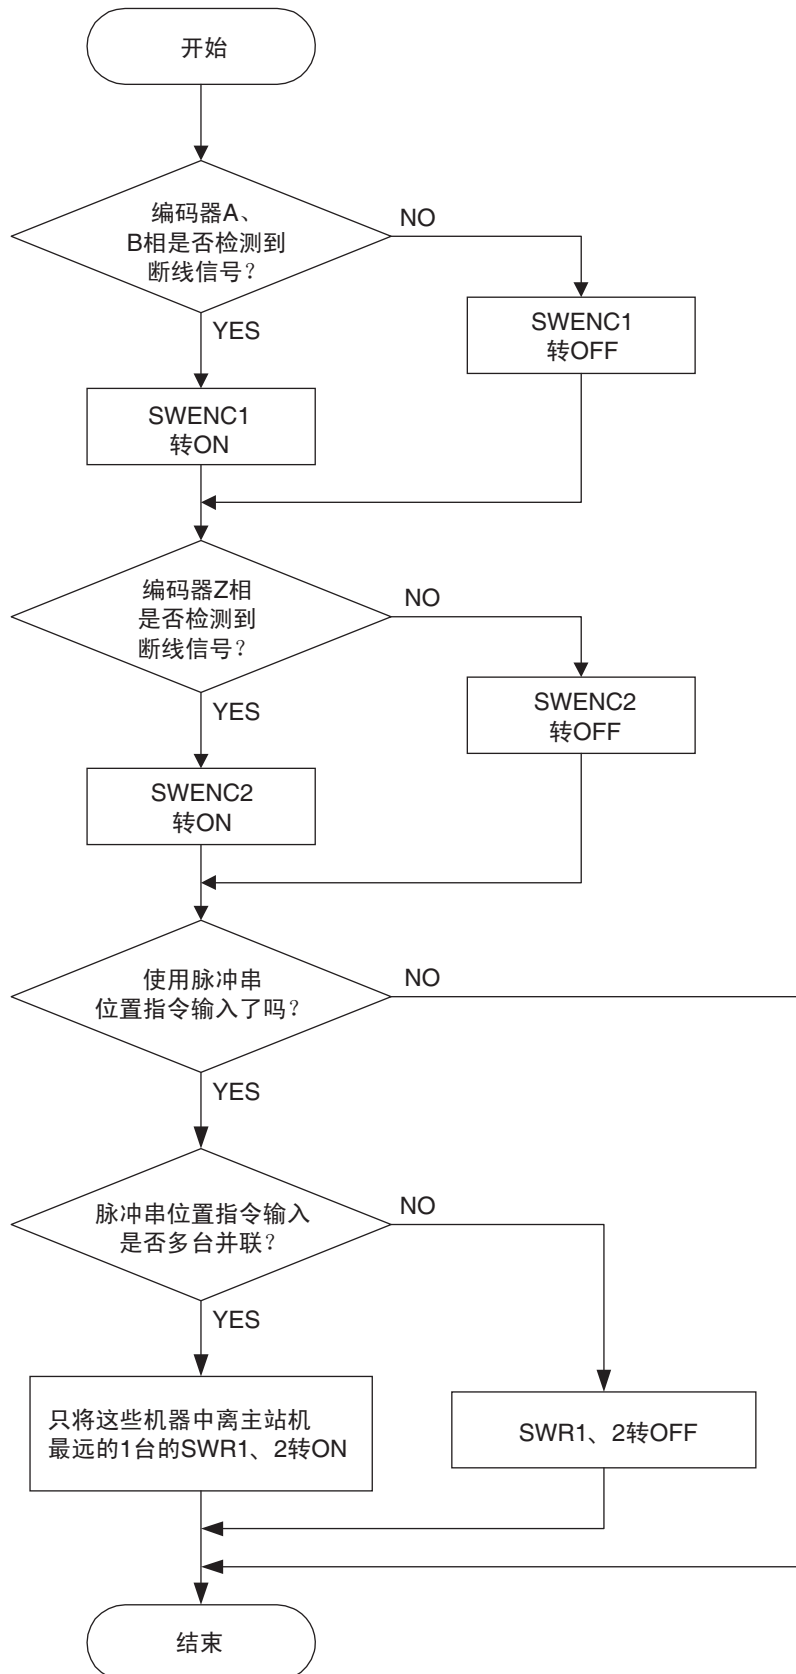 开始
编码器A、
B相是否检测到
断线信号？
NO
YES
SWENC1
转OFF
SWENC1
转ON
编码器Z相
是否检测到
断线信号？
NO
YES
SWENC2
转OFF
SWENC2
转ON
使用脉冲串
位置指令输入了吗？
NO
YES
脉冲串位置指令输入
是否多台并联？
NO
YES
只将这些机器中离主站机
最远的1台的SWR1、2转ON
SWR1、2转OFF
结束